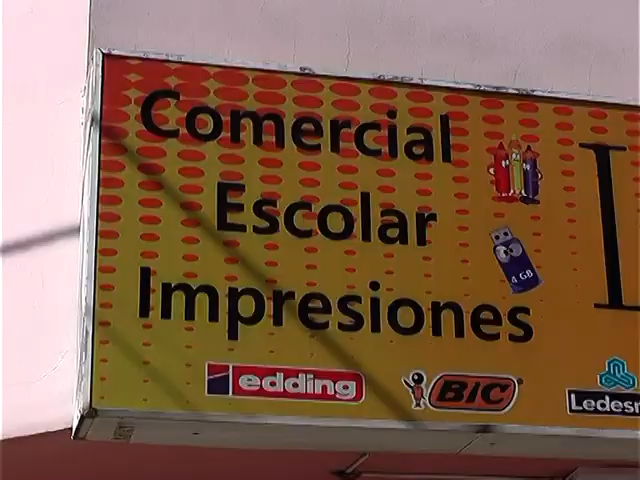 Comercial
Escolar
Impresiones
4 GB
edding
BIC